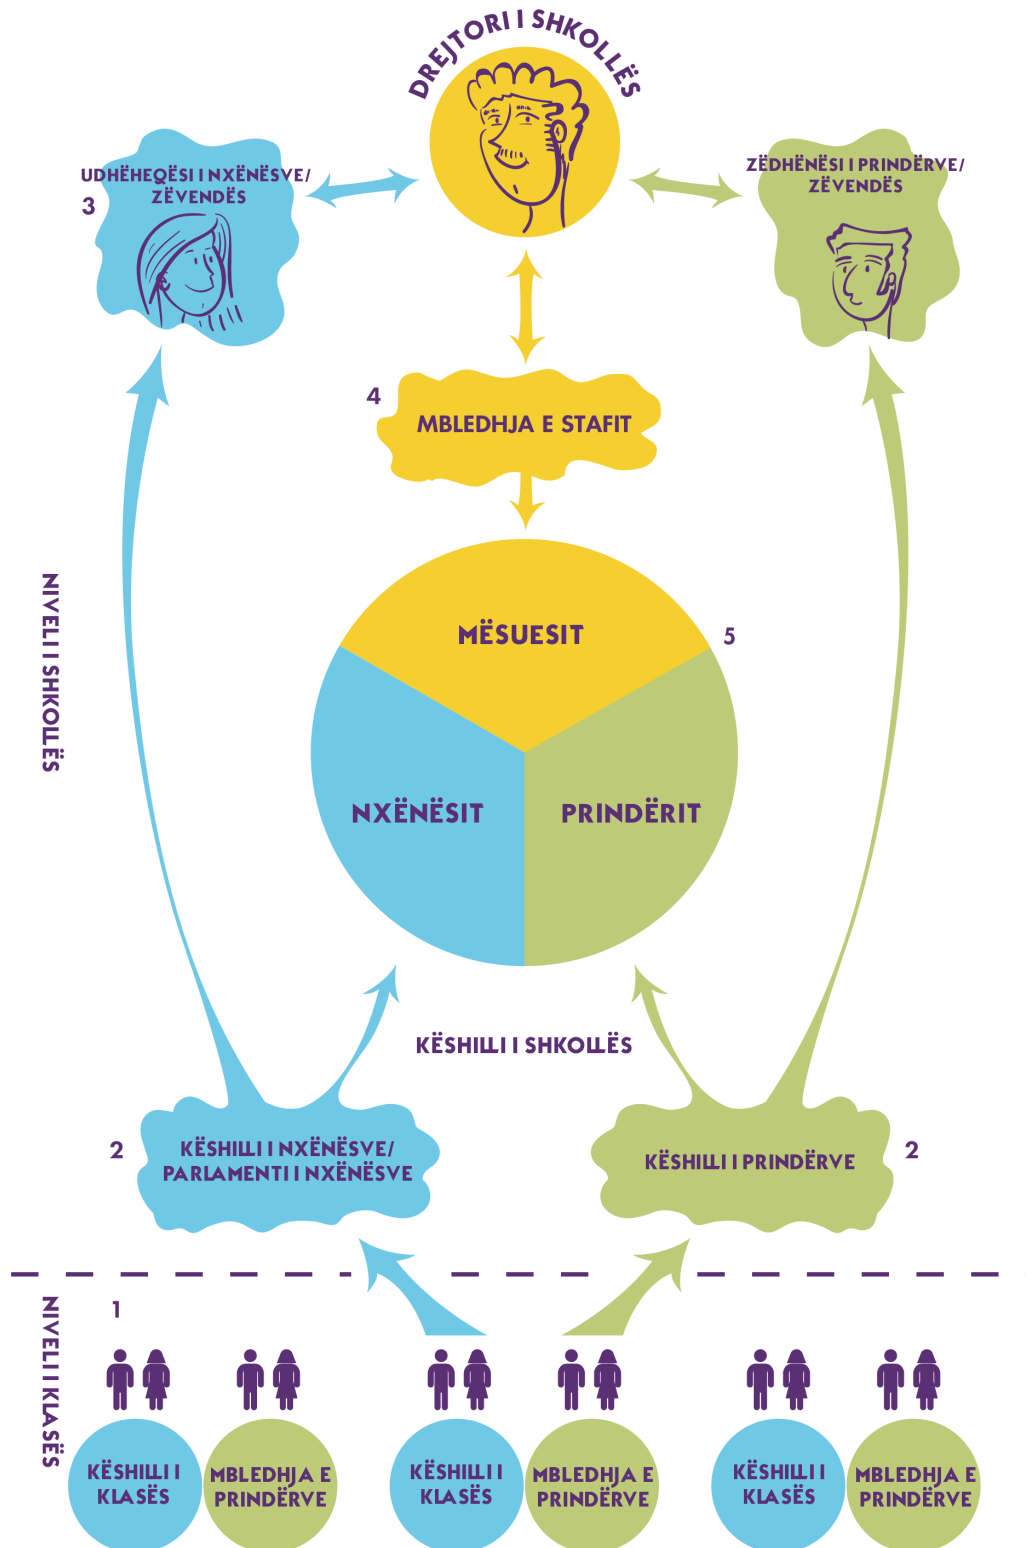 DREJTORI I SHKOLLËS
UDHËHEQËSI I NXËNËSVE/
ZËVENDËS
3
ZËDHËNËSI I PRINDËRVE/
ZËVENDËS
4
MBLEDHJA E STAFIT
NIVELI I SHKOLLËS
MËSUESIT
5
NXËNËSIT
PRINDËRIT
KËSHILLI I SHKOLLËS
2
KËSHILLI I NXËNËSVE/
PARLAMENTI I NXËNËSVE
KËSHILLI I PRINDËRVE
2
NIVELI I KLASËS
1
KËSHILLI I
KLASËS
MBLEDHJA E
PRINDËRVE
KËSHILLI I
KLASËS
MBLEDHJA E
PRINDËRVE
KËSHILLI I
KLASËS
MBLEDHJA E
PRINDËRVE